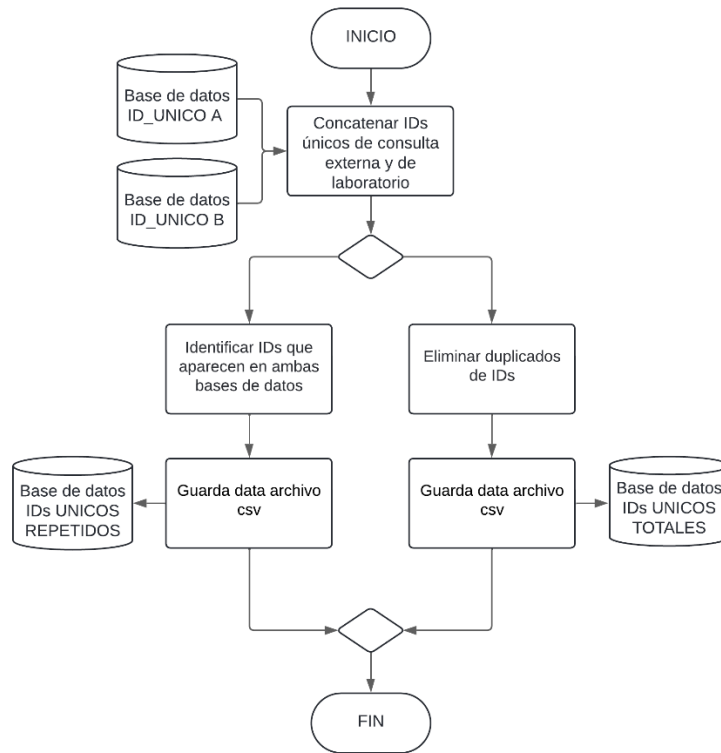 INICIO
Base de datos
ID_UNICO A
Concatenar IDs
únicos de consulta
externa y de
laboratorio
Base de datos
ID_UNICO B
Identificar IDs que
aparecen en ambas
bases de datos
Eliminar duplicados
de IDs
Base de datos
IDs UNICOS
REPETIDOS
Guarda data archivo
csv
Guarda data archivo
csv
Base de datos
IDs UNICOS
TOTALES
FIN